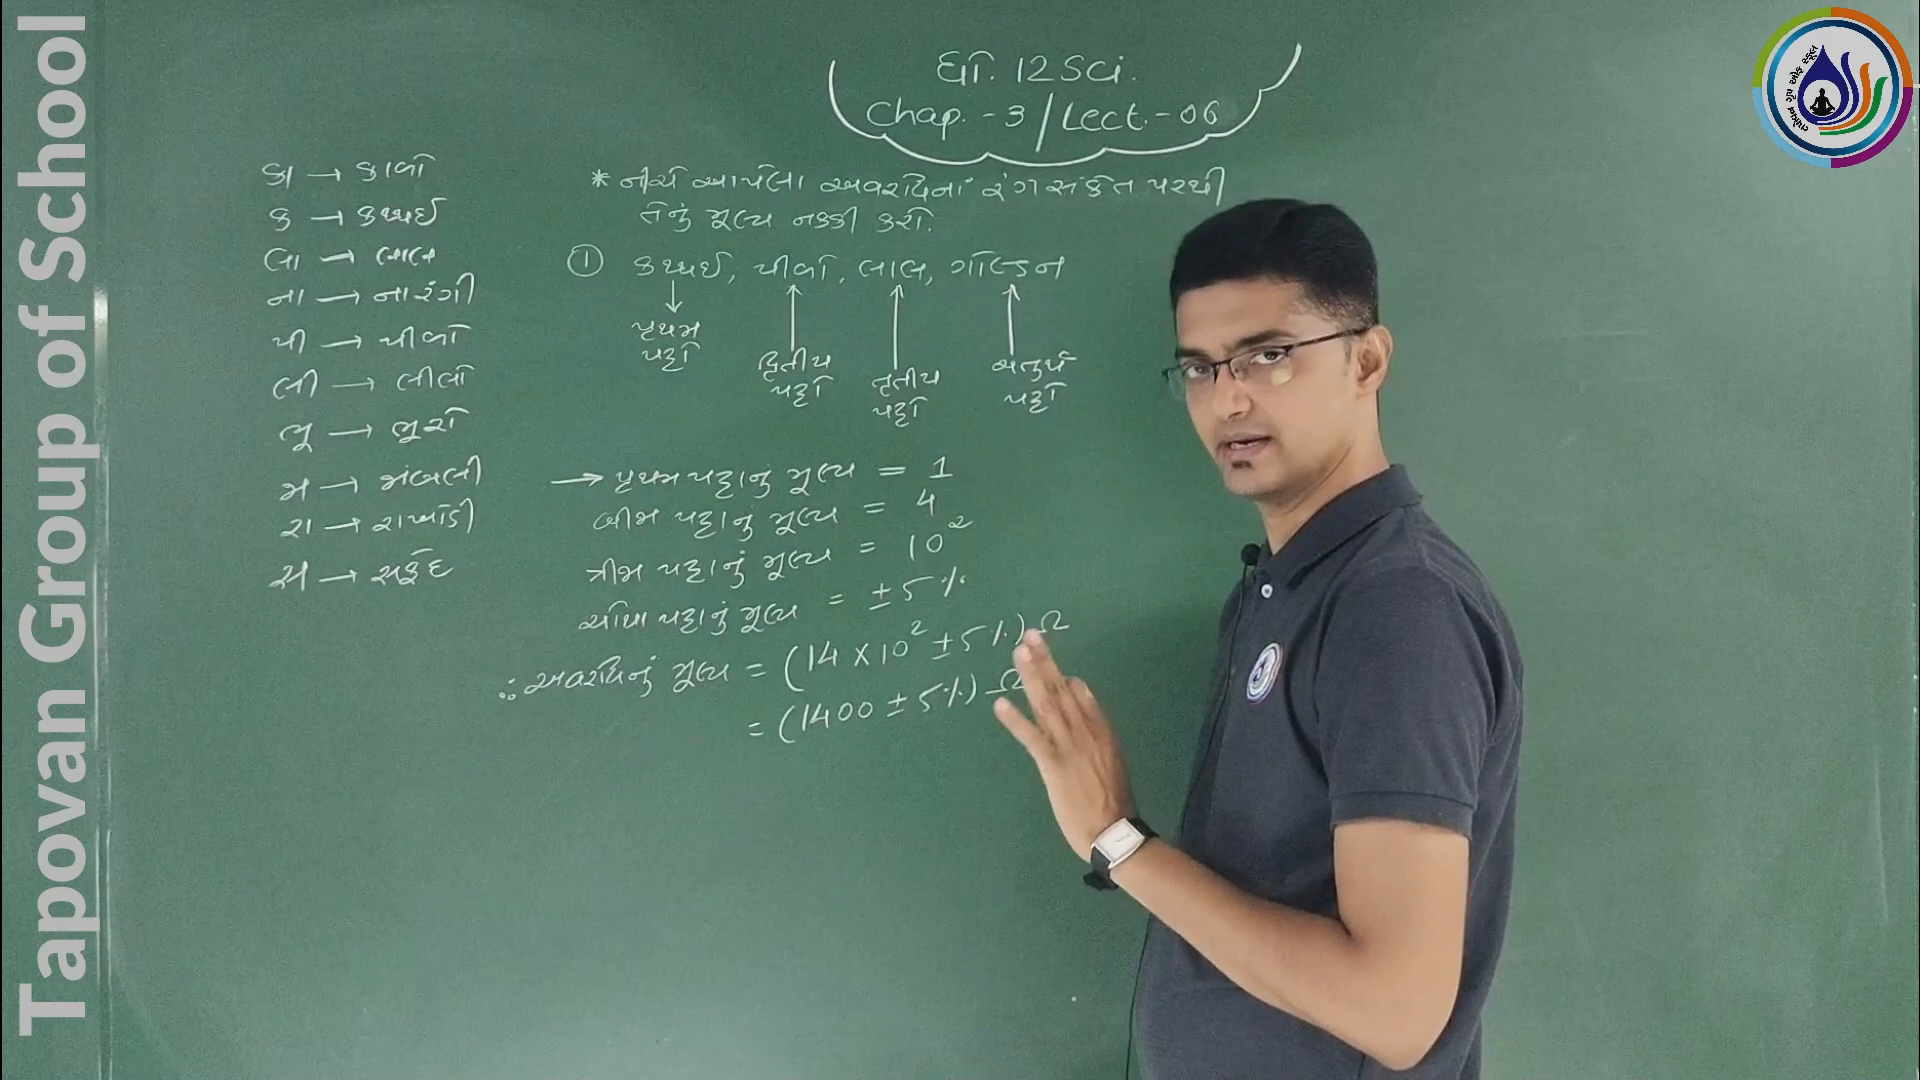 Tapovan Group of School
ધો. 12 Sci.
Chap. - 3 / Lect. - 06
કા → કાળો
ક → કથ્થઈ
લા → લાલ
ના → નારંગી
પી → પીળો
લી → લીલો
ભૂ → ભૂરો
જા → જાંબલી
રા → રાખોડી
સ → સફેદ
* નીચે આપેલા અવરોધના રંગ સંકેત પરથી
તેનું મૂલ્ય નક્કી કરો.
① કથ્થઈ, પીળો, લાલ, ગોલ્ડન
પ્રથમ પટ્ટો
દ્વિતીય પટ્ટો
તૃતીય પટ્ટો
ચતુર્થ પટ્ટો
→ પ્રથમ પટ્ટાનું મૂલ્ય = 1
બીજા પટ્ટાનું મૂલ્ય = 4
ત્રીજા પટ્ટાનું મૂલ્ય = 10²
ચોથા પટ્ટાનું મૂલ્ય = ± 5 %
∴ અવરોધનું મૂલ્ય = (14 × 10² ± 5 %) Ω
= (1400 ± 5 %) Ω